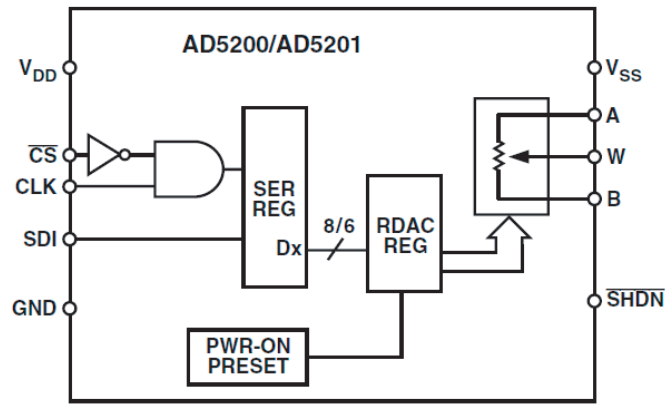 AD5200/AD5201
VDD
VSS
A
CS
W
CLK
SER
REG
8/6
RDAC
REG
B
SDI
Dx
GND
SHDN
PWR-ON
PRESET